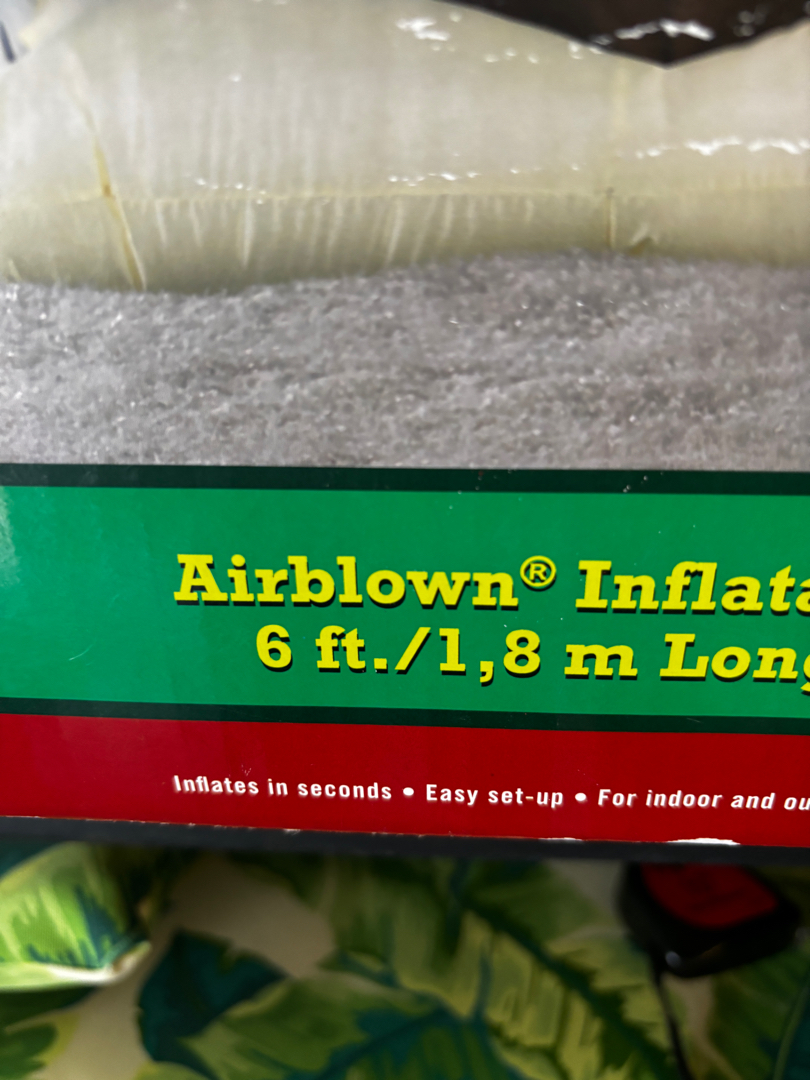 Airblown® Inflata
6 ft./1,8 m Long
Inflates in seconds • Easy set-up • For indoor and ou